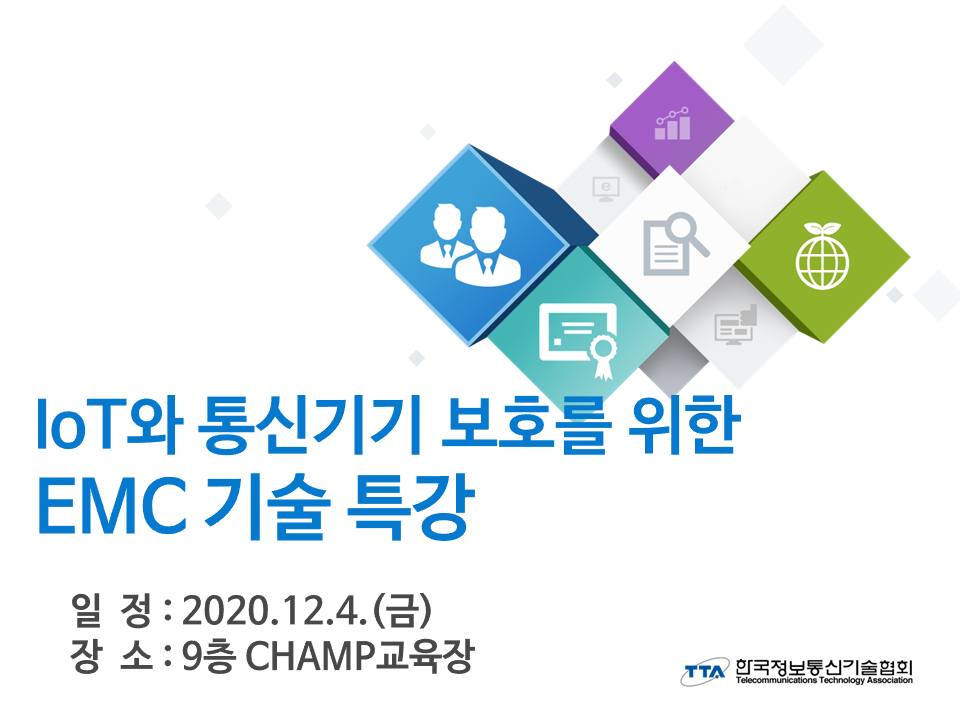 IoT와 통신기기 보호를 위한
EMC 기술 특강
일 정 : 2020.12.4.(금)
장 소 : 9층 CHAMP교육장
TTA 한국정보통신기술협회
Telecommunications Technology Association
e